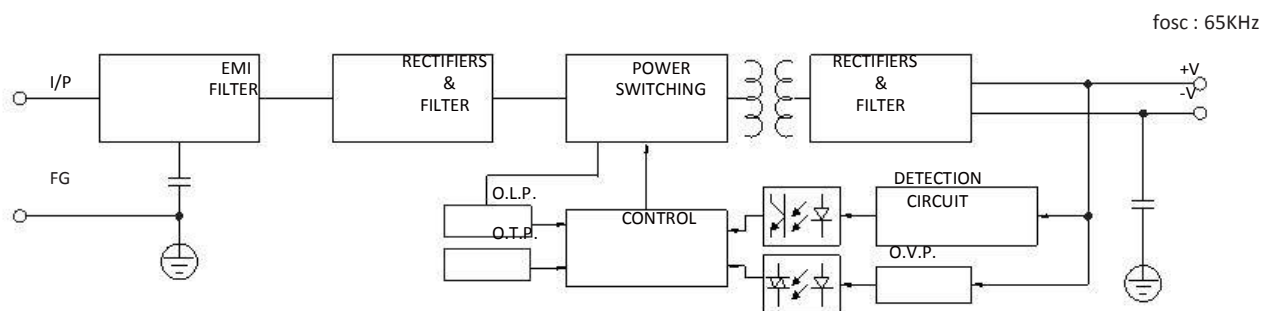 fosc : 65KHz
I/P
EMI
FILTER
RECTIFIERS
&
FILTER
POWER
SWITCHING
RECTIFIERS
&
FILTER
+V
-V
FG
O.L.P.
O.T.P.
CONTROL
DETECTION
CIRCUIT
O.V.P.